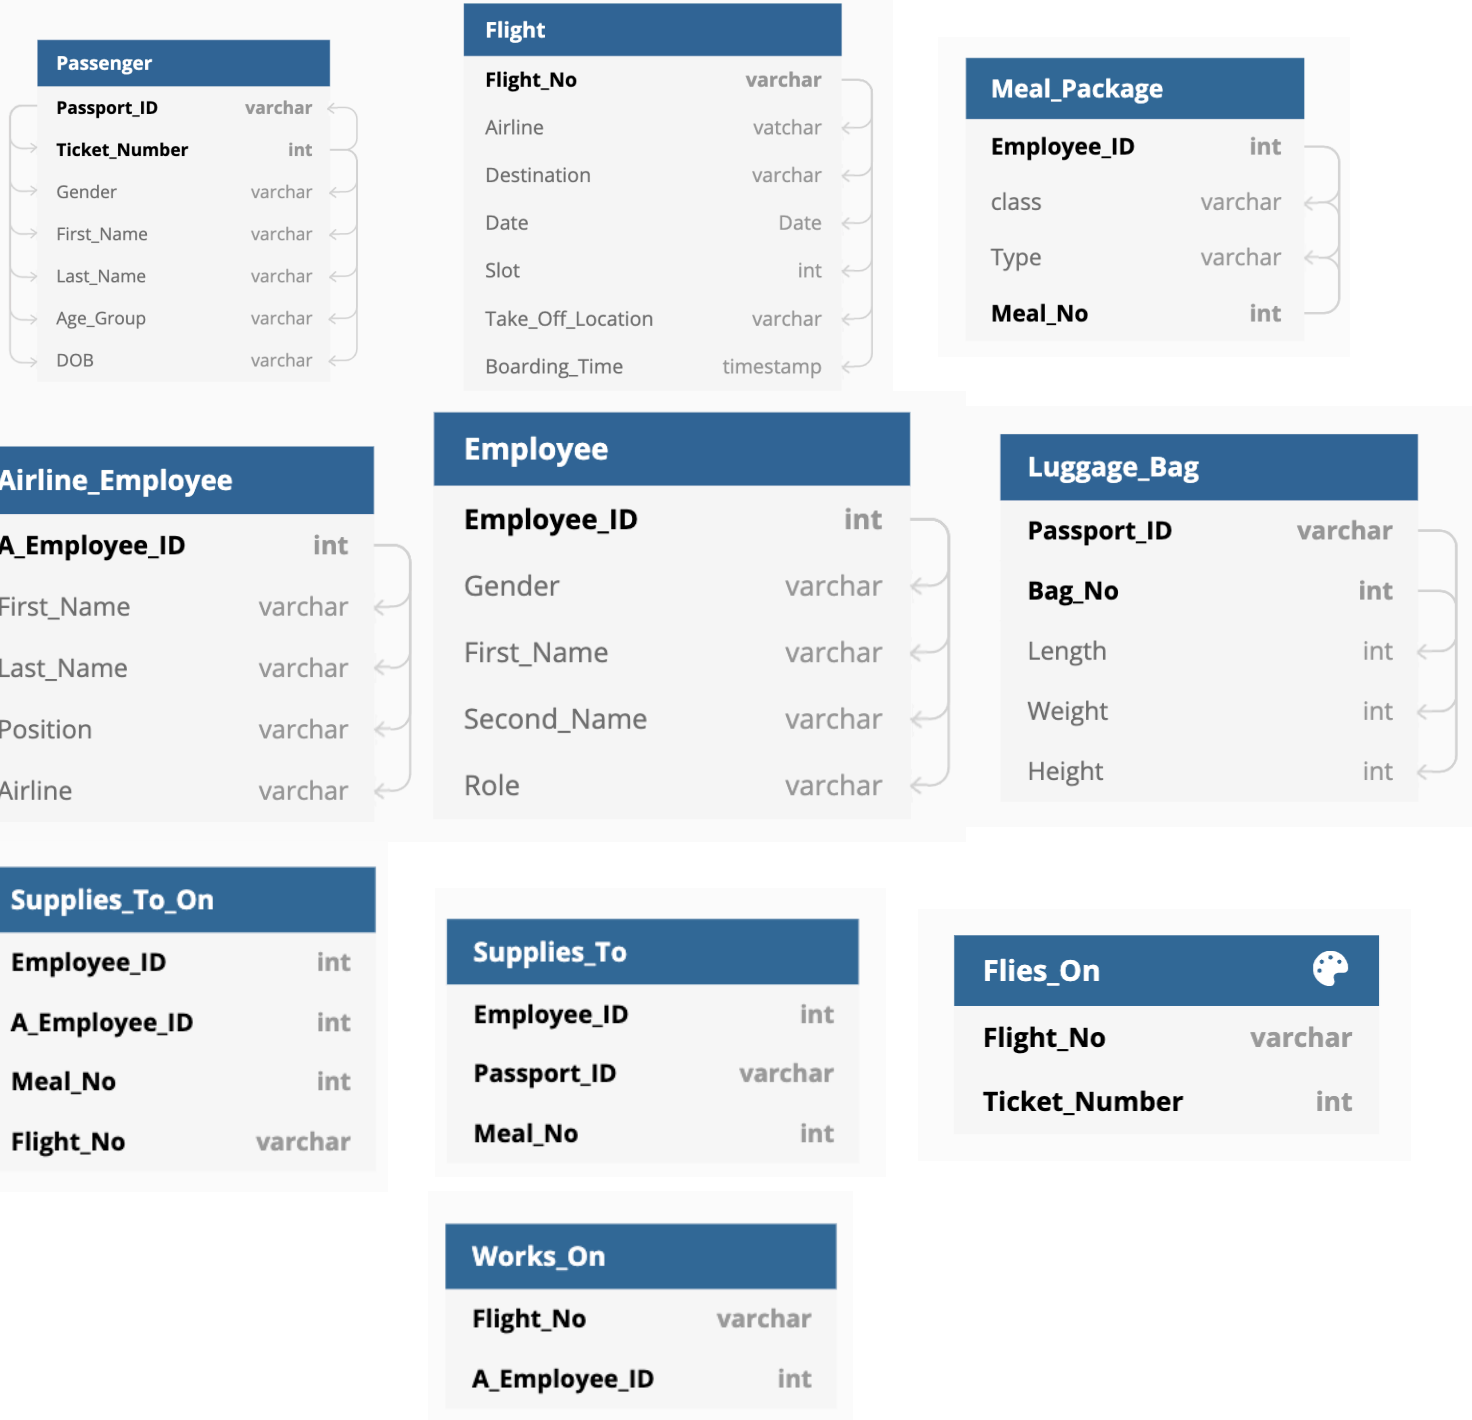 Passenger
Passport_ID varchar
Ticket_Number int
Gender varchar
First_Name varchar
Last_Name varchar
Age_Group varchar
DOB varchar
Flight
Flight_No varchar
Airline vatchar
Destination varchar
Date Date
Slot int
Take_Off_Location varchar
Boarding_Time timestamp
Meal_Package
Employee_ID int
class varchar
Type varchar
Meal_No int
Airline_Employee
A_Employee_ID int
First_Name varchar
Last_Name varchar
Position varchar
Airline varchar
Employee
Employee_ID int
Gender varchar
First_Name varchar
Second_Name varchar
Role varchar
Luggage_Bag
Passport_ID varchar
Bag_No int
Length int
Weight int
Height int
Supplies_To_On
Employee_ID int
A_Employee_ID int
Meal_No int
Flight_No varchar
Supplies_To
Employee_ID int
Passport_ID varchar
Meal_No int
Flies_On
Flight_No varchar
Ticket_Number int
Works_On
Flight_No varchar
A_Employee_ID int